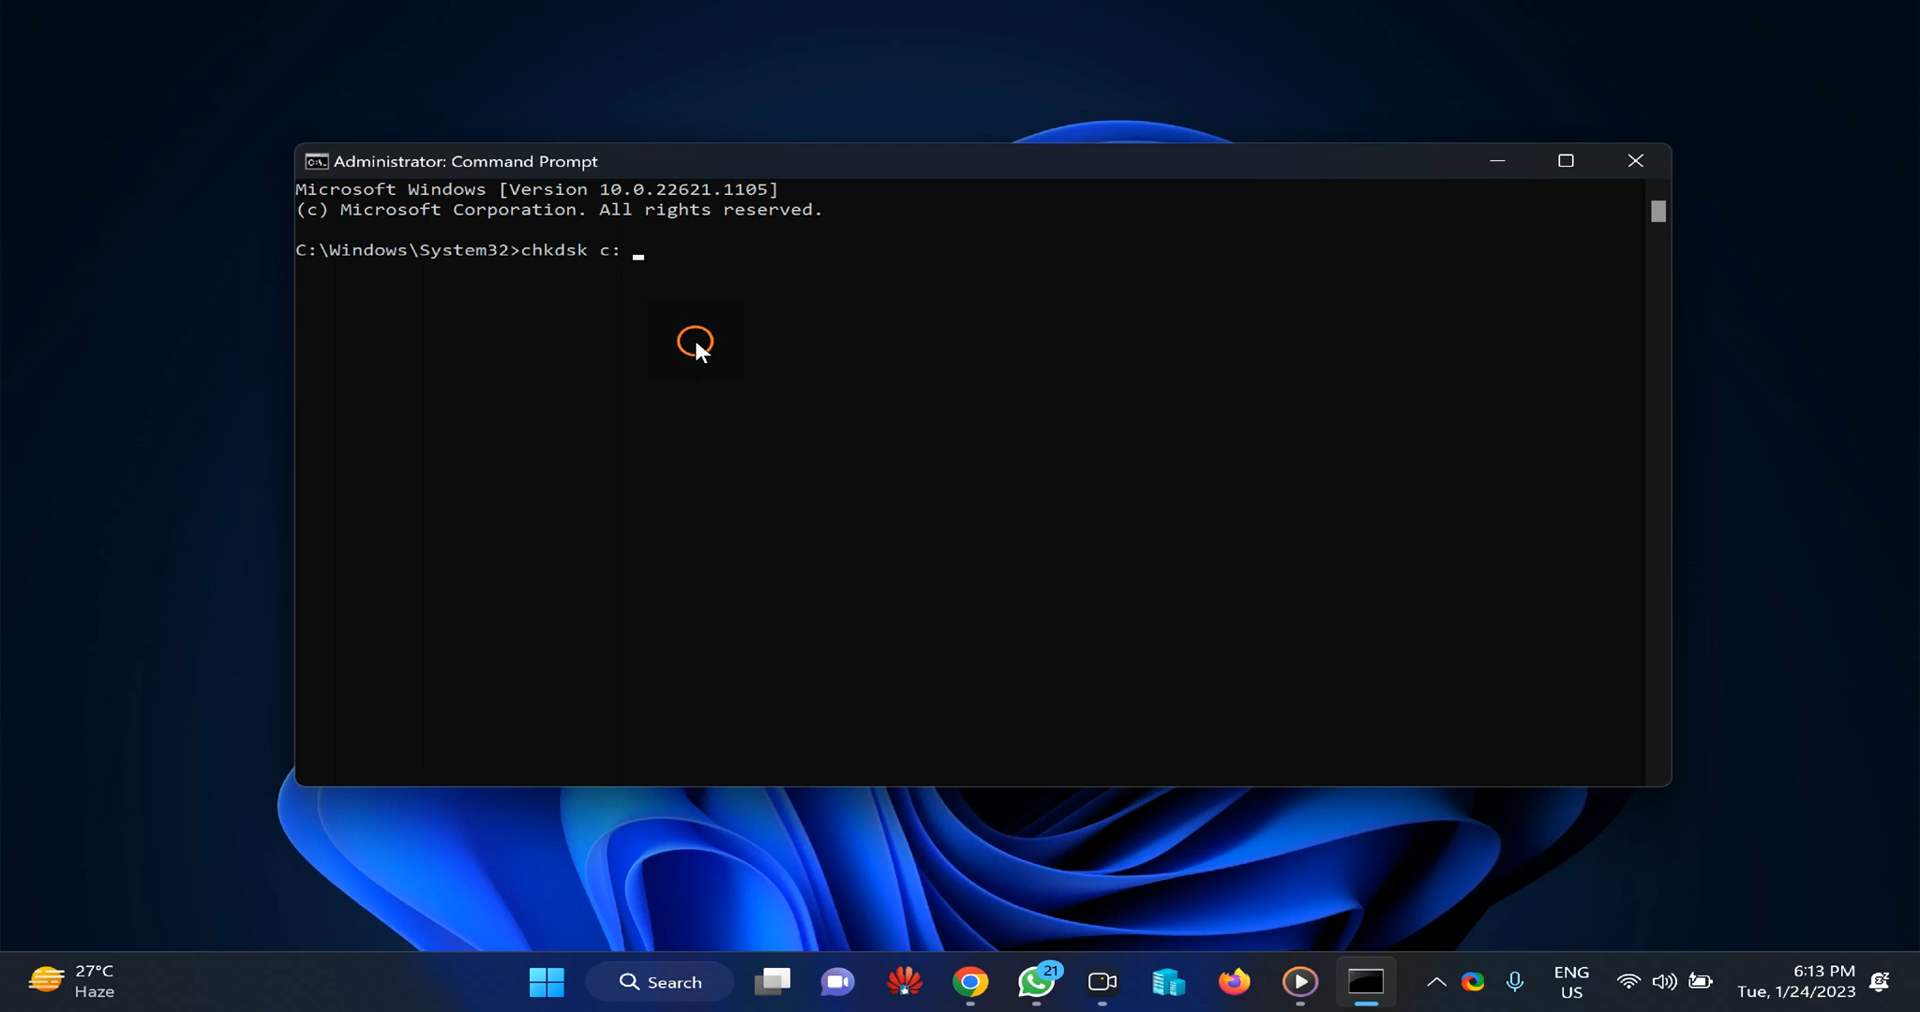 Administrator: Command Prompt
Microsoft Windows [Version 10.0.22621.1105]
(c) Microsoft Corporation. All rights reserved.
C:\Windows\System32>chkdsk c:
27°C
Haze
Search
21
ENG
US
6:13 PM
Tue, 1/24/2023